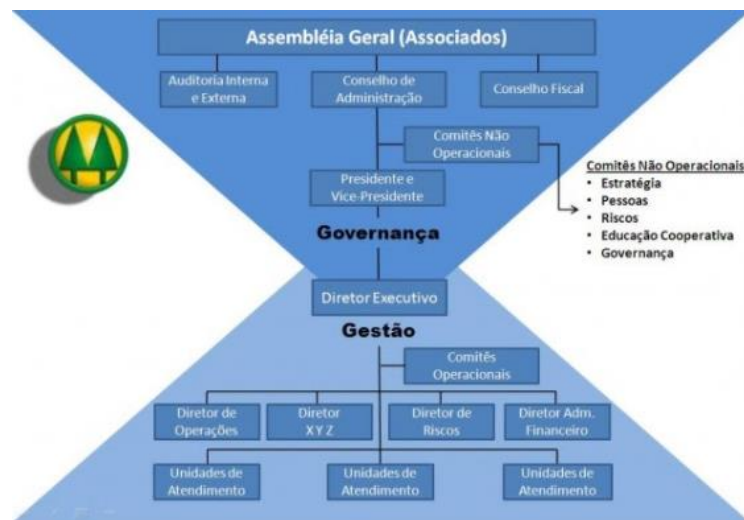 Assembléia Geral (Associados)
Auditoria Interna
e Externa
Conselho de
Administração
Conselho Fiscal
Comitês Não
Operacionais
Comitês Não Operacionais
• Estratégia
• Pessoas
• Riscos
• Educação Cooperativa
• Governança
Presidente e
Vice-Presidente
Governança
Diretor Executivo
Gestão
Comitês
Operacionais
Diretor de
Operações
Diretor
X Y Z
Diretor de
Riscos
Diretor Adm.
Financeiro
Unidades de
Atendimento
Unidades de
Atendimento
Unidades de
Atendimento